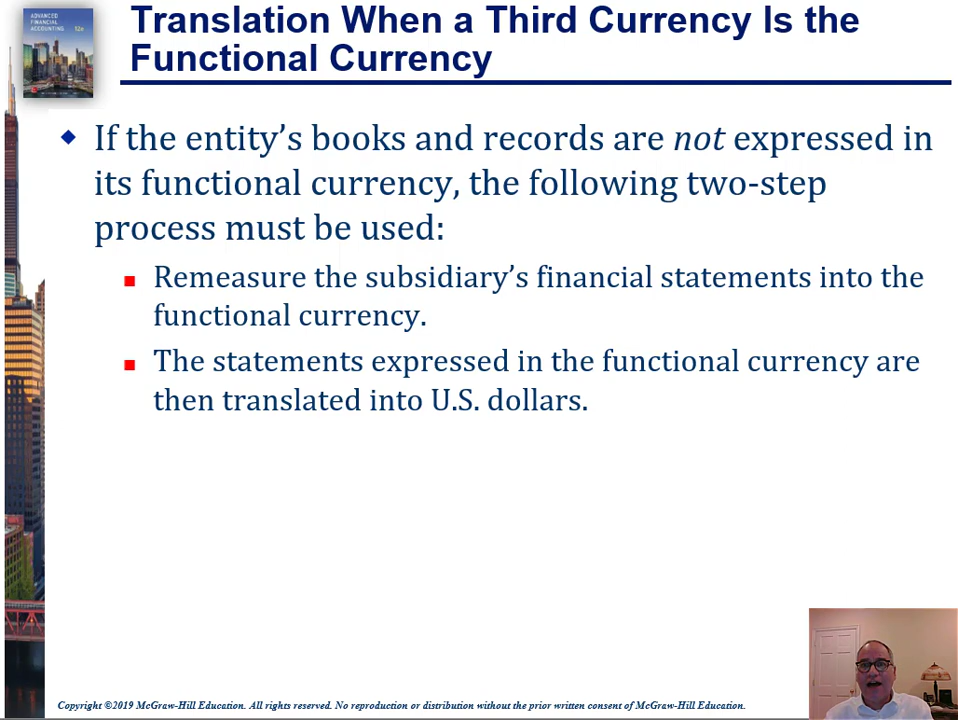 ADVANCED
FINANCIAL
ACCOUNTING
12e
Translation When a Third Currency Is the
Functional Currency
If the entity's books and records are not expressed in
its functional currency, the following two-step
process must be used:
Remeasure the subsidiary's financial statements into the
functional currency.
The statements expressed in the functional currency are
then translated into U.S. dollars.
Copyright ©2019 McGraw-Hill Education. All rights reserved. No reproduction or distribution without the prior written consent of McGraw-Hill Education.